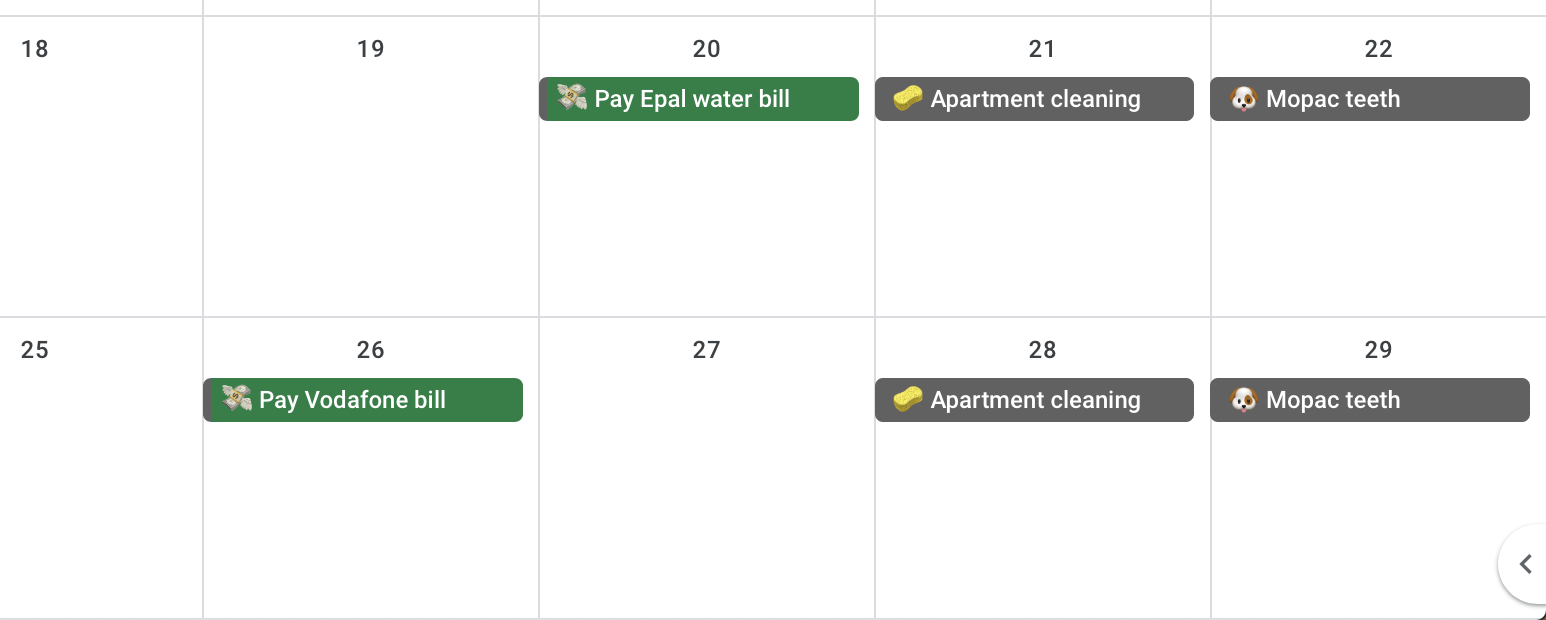 18
19
20
21
22
💸 Pay Epal water bill
🧽 Apartment cleaning
🐶 Mopac teeth
25
26
27
28
29
💸 Pay Vodafone bill
🧽 Apartment cleaning
🐶 Mopac teeth